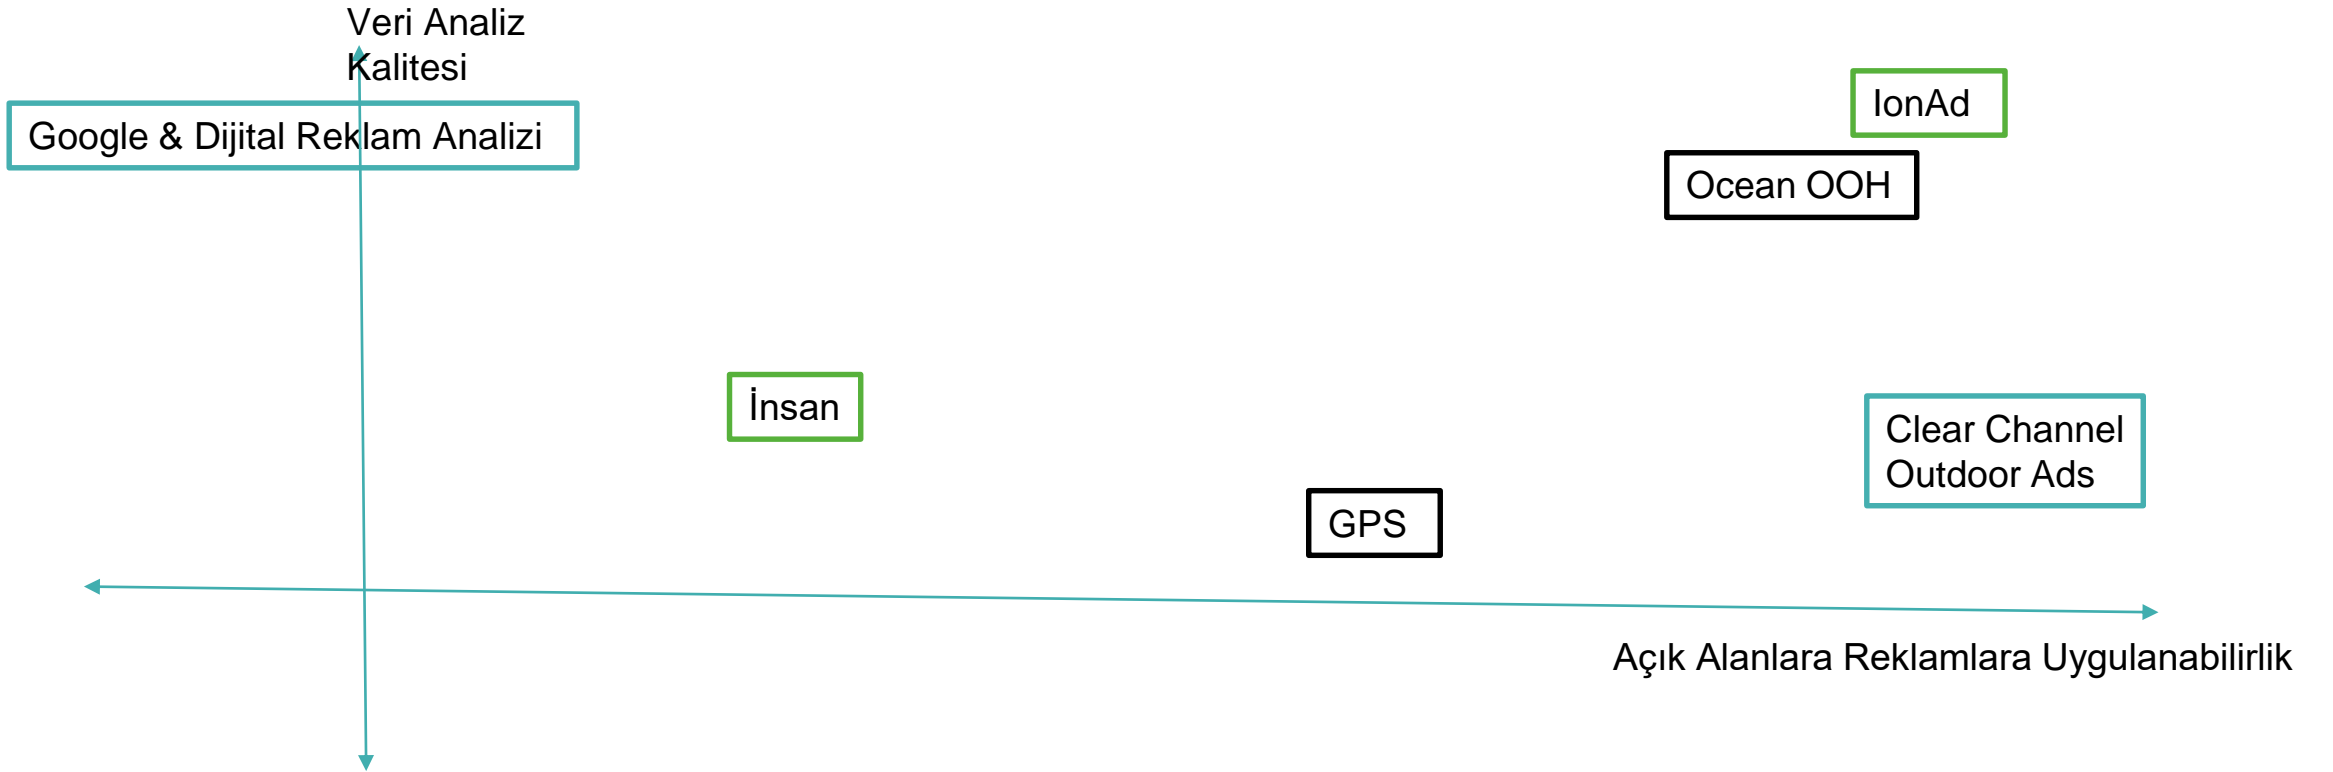 Veri Analiz
Kalitesi
Google & Dijital Reklam Analizi
IonAd
Ocean OOH
İnsan
Clear Channel
Outdoor Ads
GPS
Açık Alanlara Reklamlara Uygulanabilirlik